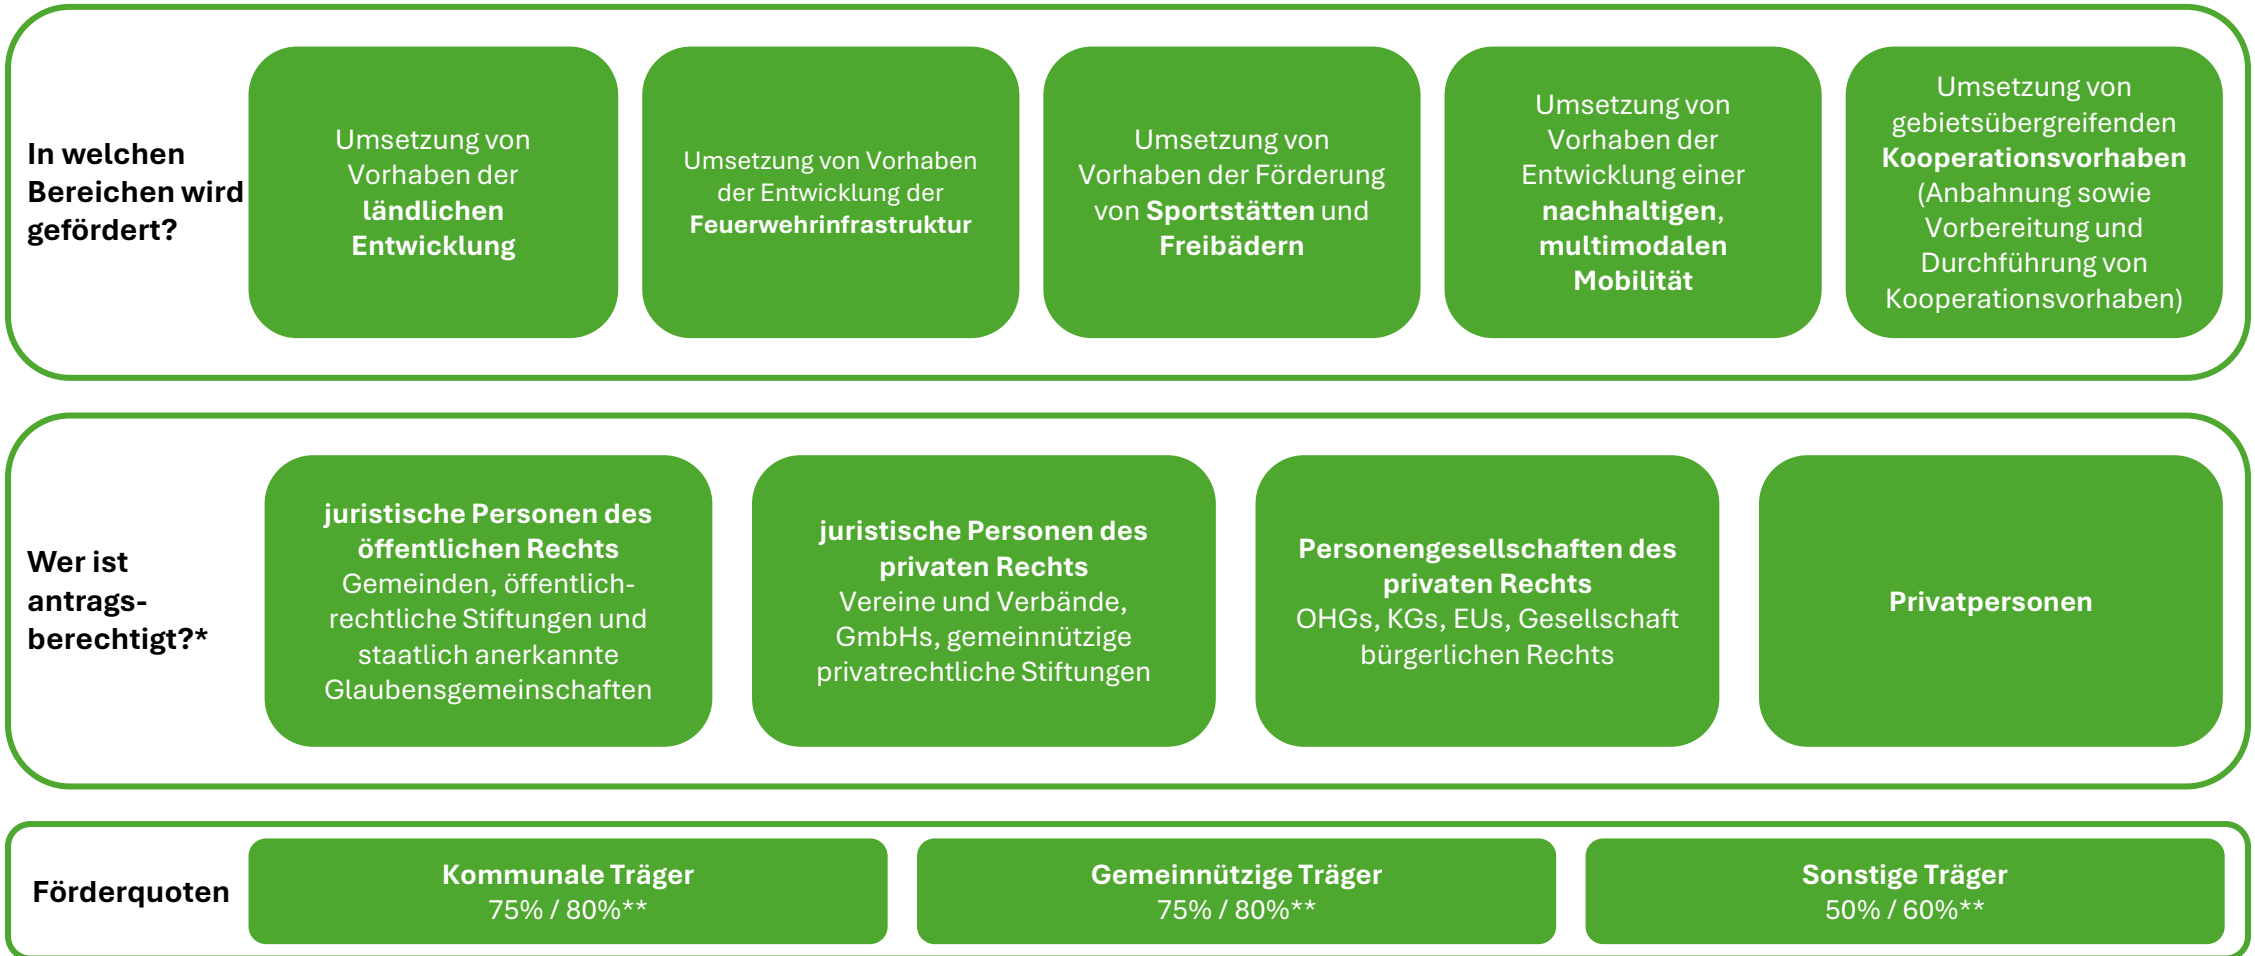 In welchen
Bereichen wird
gefördert?
Umsetzung von
Vorhaben der
ländlichen
Entwicklung
Umsetzung von Vorhaben
der Entwicklung der
Feuerwehrinfrastruktur
Umsetzung von
Vorhaben der Förderung
von Sportstätten und
Freibädern
Umsetzung von
Vorhaben der
Entwicklung einer
nachhaltigen,
multimodalen
Mobilität
Umsetzung von
gebietsübergreifenden
Kooperationsvorhaben
(Anbahnung sowie
Vorbereitung und
Durchführung von
Kooperationsvorhaben)
Wer ist
antrags-
berechtigt?*
juristische Personen des
öffentlichen Rechts
Gemeinden, öffentlich-
rechtliche Stiftungen und
staatlich anerkannte
Glaubensgemeinschaften
juristische Personen des
privaten Rechts
Vereine und Verbände,
GmbHs, gemeinnützige
privatrechtliche Stiftungen
Personengesellschaften des
privaten Rechts
OHGs, KGs, EUs, Gesellschaft
bürgerlichen Rechts
Privatpersonen
Förderquoten
Kommunale Träger
75% / 80%**
Gemeinnützige Träger
75% / 80%**
Sonstige Träger
50% / 60%**